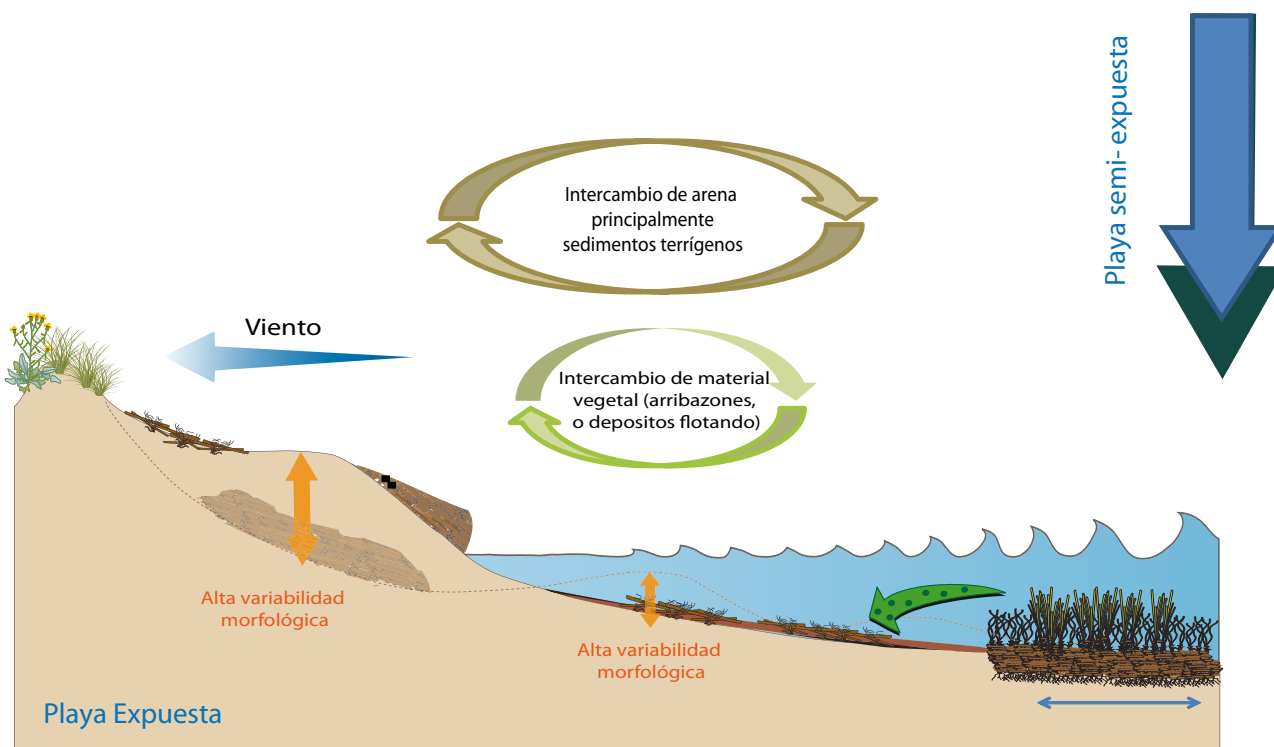 Playa semi- expuesta
Intercambio de arena
principalmente
sedimentos terrígenos
Viento
Intercambio de material
vegetal (arribazones,
o depositos flotando)
Alta variabilidad
morfológica
Alta variabilidad
morfológica
Playa Expuesta